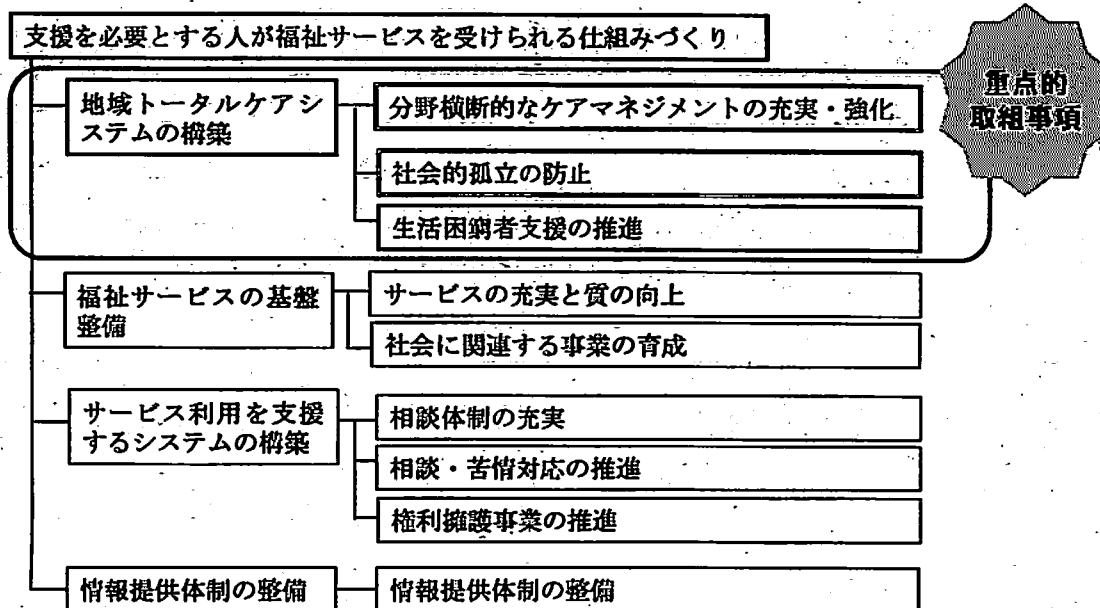 支援を必要とする人が福祉サービスを受けられる仕組みづくり
重点的
取組事項
地域トータルケアシ
ステムの構築
分野横断的なケアマネジメントの充実・強化
社会的孤立の防止
生活困窮者支援の推進
福祉サービスの基盤
整備
サービスの充実と質の向上
社会に関連する事業の育成
サービス利用を支援
するシステムの構築
相談体制の充実
相談・苦情対応の推進
権利擁護事業の推進
情報提供体制の整備
情報提供体制の整備